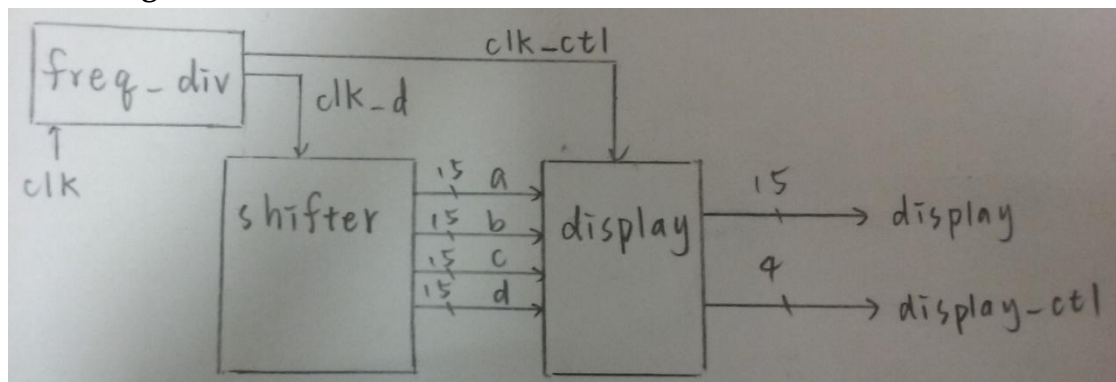 freq_div
clk_ctl
clk_d
clk
shifter
15 a
15 b
15 c
15 d
display
15
display
4
display_ctl